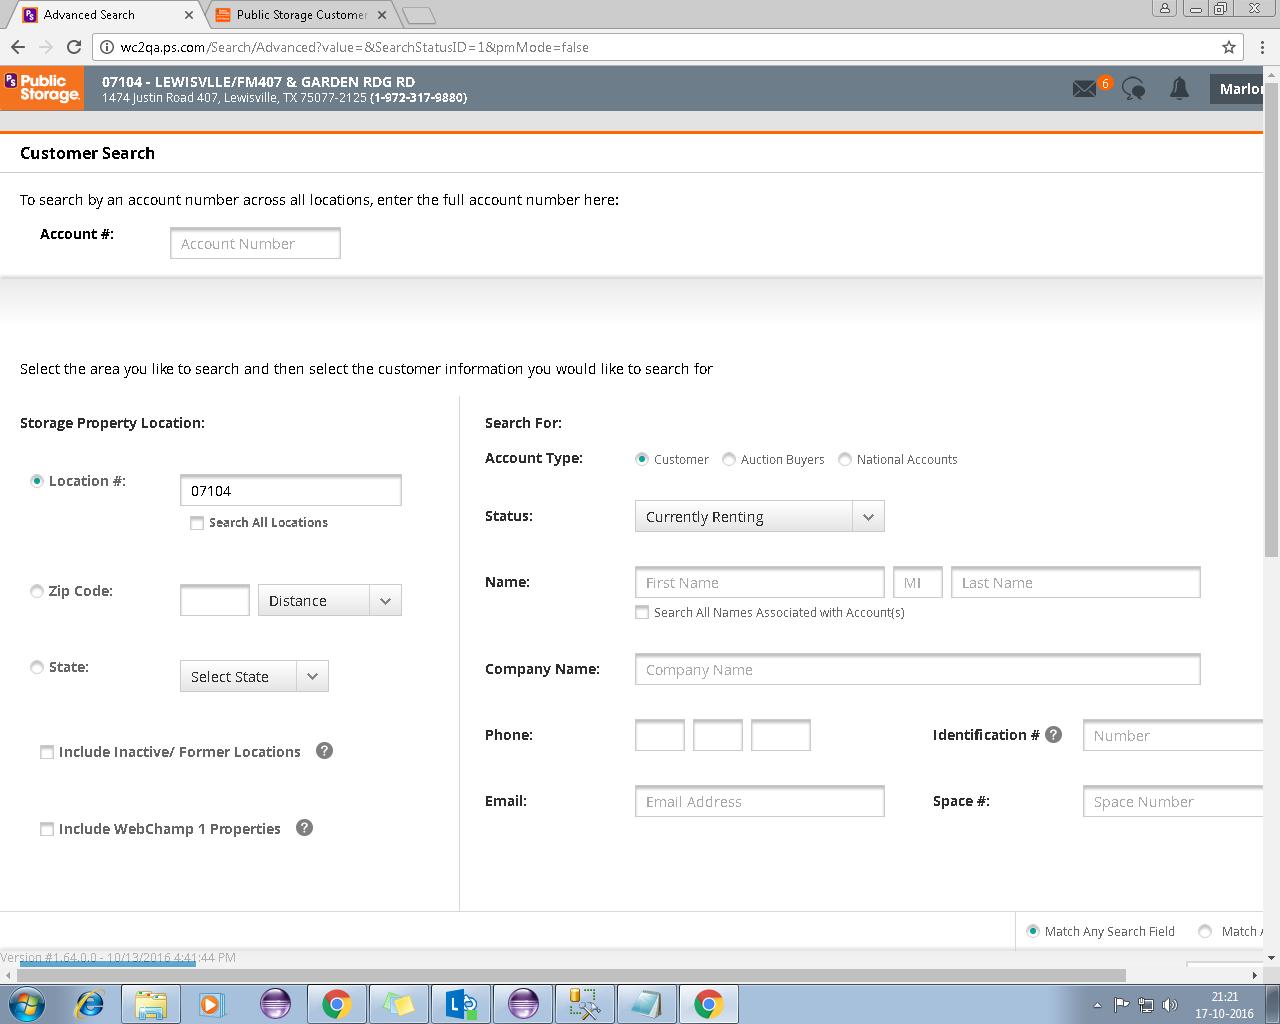 Advanced Search
Public Storage Customer
wc2qa.ps.com/Search/Advanced?value=&SearchStatusID=1&pmMode=false
PS Public Storage.
07104 - LEWISVLLE/FM407 & GARDEN RDG RD
1474 Justin Road 407, Lewisville, TX 75077-2125 (1-972-317-9880)
6
Marlon
Customer Search
To search by an account number across all locations, enter the full account number here:
Account #:
Account Number
Select the area you like to search and then select the customer information you would like to search for
Storage Property Location:
Location #:
07104
Search All Locations
Zip Code:
Distance
State:
Select State
Include Inactive/ Former Locations ?
Include WebChamp 1 Properties ?
Search For:
Account Type:
Customer Auction Buyers National Accounts
Status:
Currently Renting
Name:
First Name MI Last Name
Search All Names Associated with Account(s)
Company Name:
Company Name
Phone:
Identification # ?
Number
Email:
Email Address
Space #:
Space Number
Match Any Search Field Match
Version #1.64.0.0 - 10/13/2016 4:41:44 PM
21:21
17-10-2016